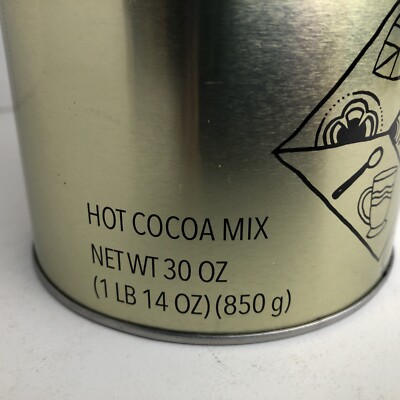 HOT COCOA MIX
NET WT 30 OZ
(1 LB 14 OZ) (850 g)